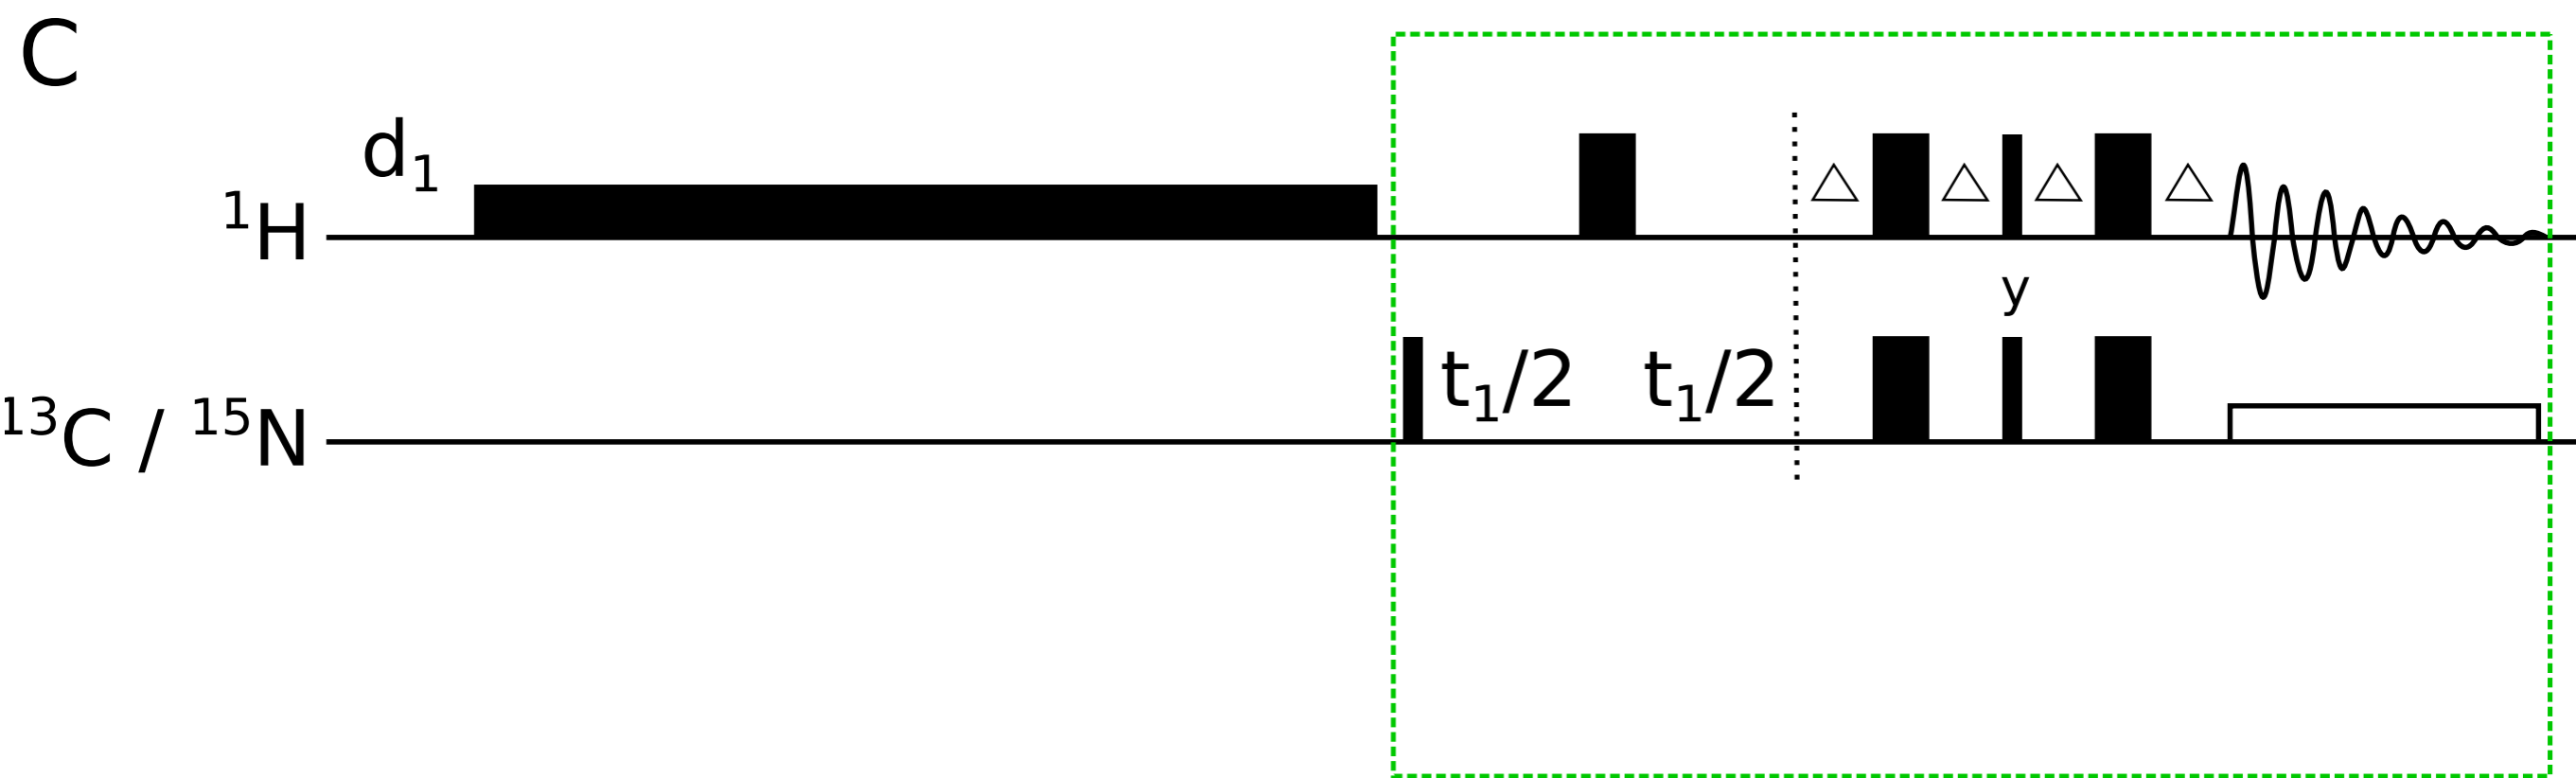 C
d₁
¹H
△ △ △ △
y
t₁/2 t₁/2
¹³C / ¹⁵N